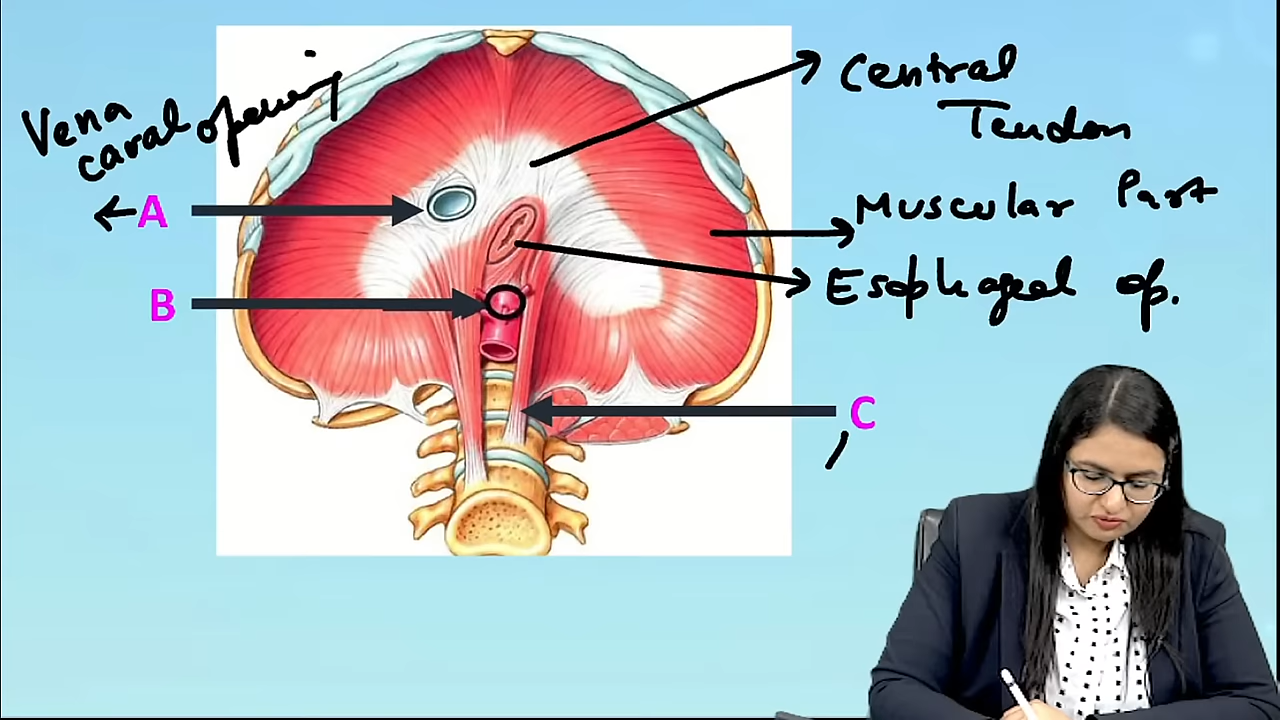 Vena
caval opening
A
B
Central
Tendon
Muscular Part
Esophageal op.
C